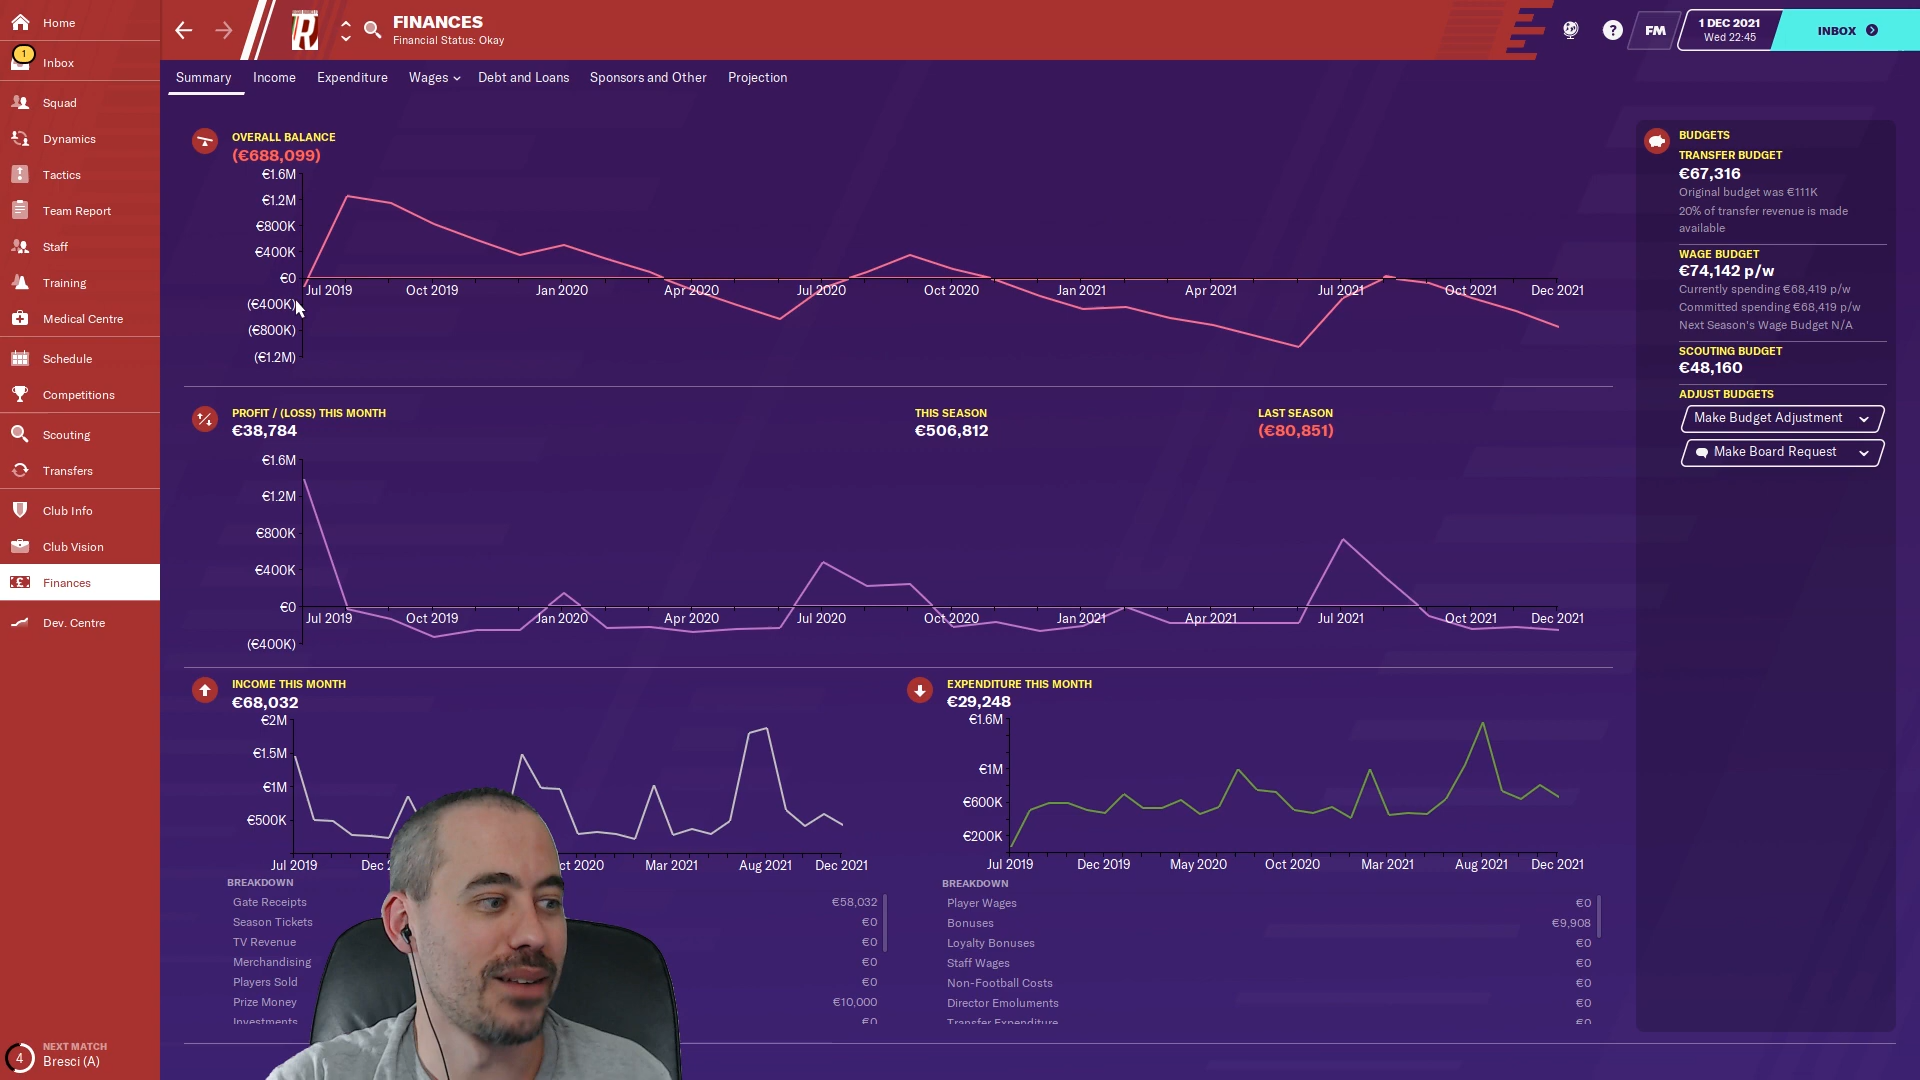 Home
1
Inbox
Squad
Dynamics
Tactics
Team Report
Staff
Training
Medical Centre
Schedule
Competitions
Scouting
Transfers
Club Info
Club Vision
Finances
Dev. Centre
4
NEXT MATCH
Bresci (A)
R
FINANCES
Financial Status: Okay
?
FM
1 DEC 2021
Wed 22:45
INBOX
Summary
Income
Expenditure
Wages
Debt and Loans
Sponsors and Other
Projection
OVERALL BALANCE
(€688,099)
€1.6M
€1.2M
€800K
€400K
€0
(€400K)
(€800K)
(€1.2M)
Jul 2019 Oct 2019 Jan 2020 Apr 2020 Jul 2020 Oct 2020 Jan 2021 Apr 2021 Jul 2021 Oct 2021 Dec 2021
PROFIT / (LOSS) THIS MONTH
€38,784
THIS SEASON
€506,812
LAST SEASON
(€80,851)
€1.6M
€1.2M
€800K
€400K
€0
(€400K)
Jul 2019 Oct 2019 Jan 2020 Apr 2020 Jul 2020 Oct 2020 Jan 2021 Apr 2021 Jul 2021 Oct 2021 Dec 2021
INCOME THIS MONTH
€68,032
€2M
€1.5M
€1M
€500K
Jul 2019 Dec 2 ct 2020 Mar 2021 Aug 2021 Dec 2021
BREAKDOWN
Gate Receipts €58,032
Season Tickets €0
TV Revenue €0
Merchandising €0
Players Sold €0
Prize Money €10,000
Investments €0
EXPENDITURE THIS MONTH
€29,248
€1.6M
€1M
€600K
€200K
Jul 2019 Dec 2019 May 2020 Oct 2020 Mar 2021 Aug 2021 Dec 2021
BREAKDOWN
Player Wages €0
Bonuses €9,908
Loyalty Bonuses €0
Staff Wages €0
Non-Football Costs €0
Director Emoluments €0
Transfer Expenditure €0
BUDGETS
TRANSFER BUDGET
€67,316
Original budget was €111K
20% of transfer revenue is made
available
WAGE BUDGET
€74,142 p/w
Currently spending €68,419 p/w
Committed spending €68,419 p/w
Next Season's Wage Budget N/A
SCOUTING BUDGET
€48,160
ADJUST BUDGETS
Make Budget Adjustment
Make Board Request